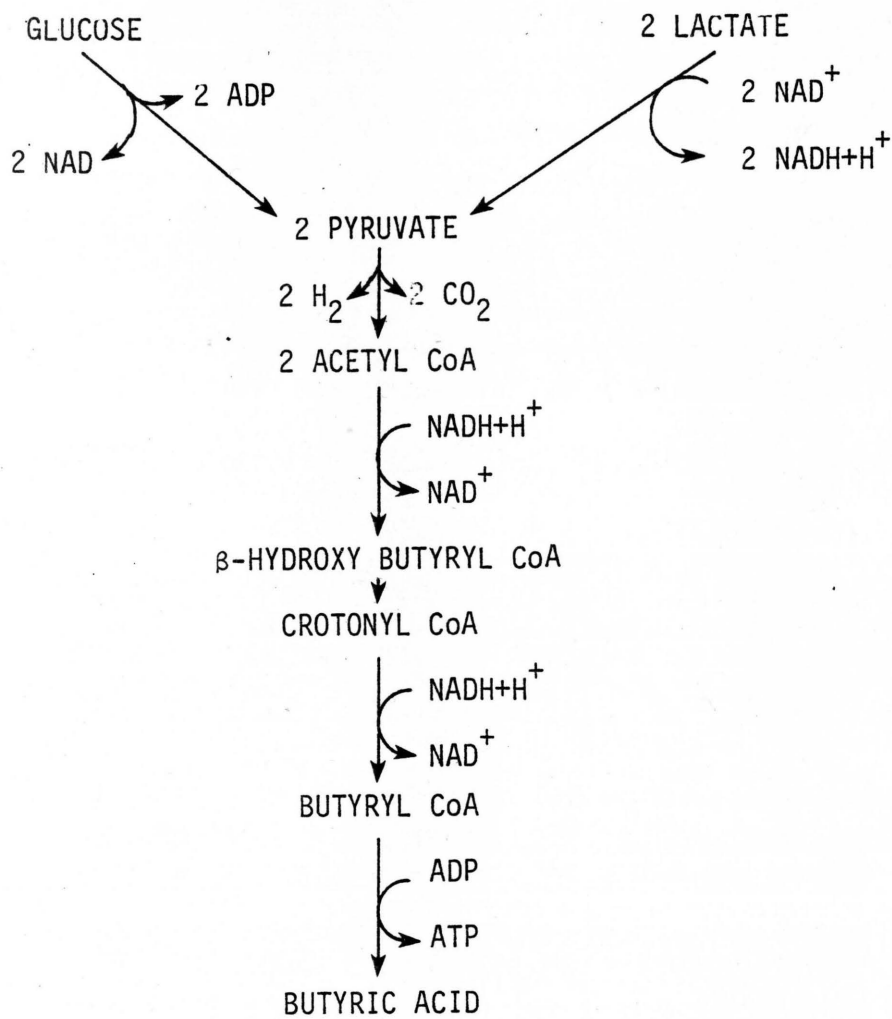 GLUCOSE
2 LACTATE
2 ADP
2 NAD
2 NAD+
2 NADH+H+
2 PYRUVATE
2 H2
2 CO2
2 ACETYL CoA
NADH+H+
NAD+
β-HYDROXY BUTYRYL CoA
CROTONYL CoA
NADH+H+
NAD+
BUTYRYL CoA
ADP
ATP
BUTYRIC ACID